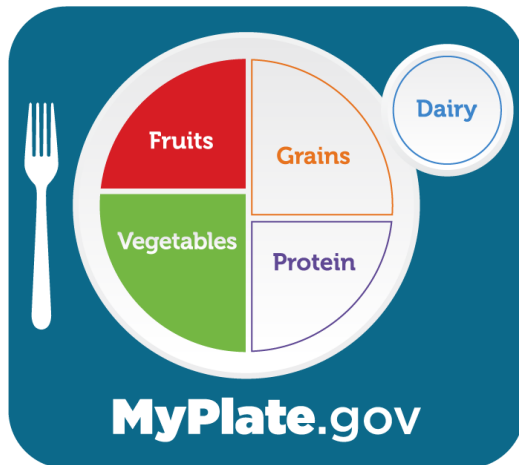 Dairy
Fruits
Grains
Vegetables
Protein
MyPlate.gov